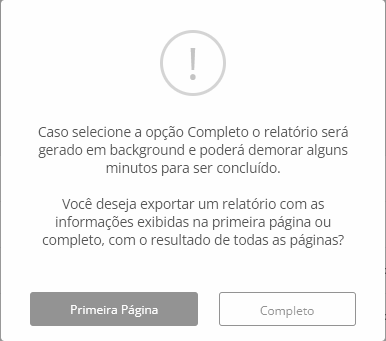 !
Caso selecione a opção Completo o relatório será
gerado em background e poderá demorar alguns
minutos para ser concluído.
Você deseja exportar um relatório com as
informações exibidas na primeira página ou
completo, com o resultado de todas as páginas?
Primeira Página
Completo